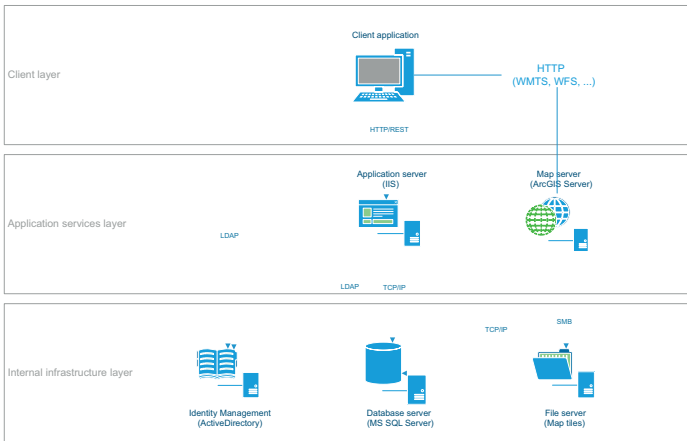 Client application
Client layer
HTTP
(WMTS, WFS, ...)
HTTP/REST
Application server
(IIS)
Map server
(ArcGIS Server)
Application services layer
LDAP
LDAP
TCP/IP
SMB
TCP/IP
Internal infrastructure layer
Identity Management
(ActiveDirectory)
Database server
(MS SQL Server)
File server
(Map tiles)